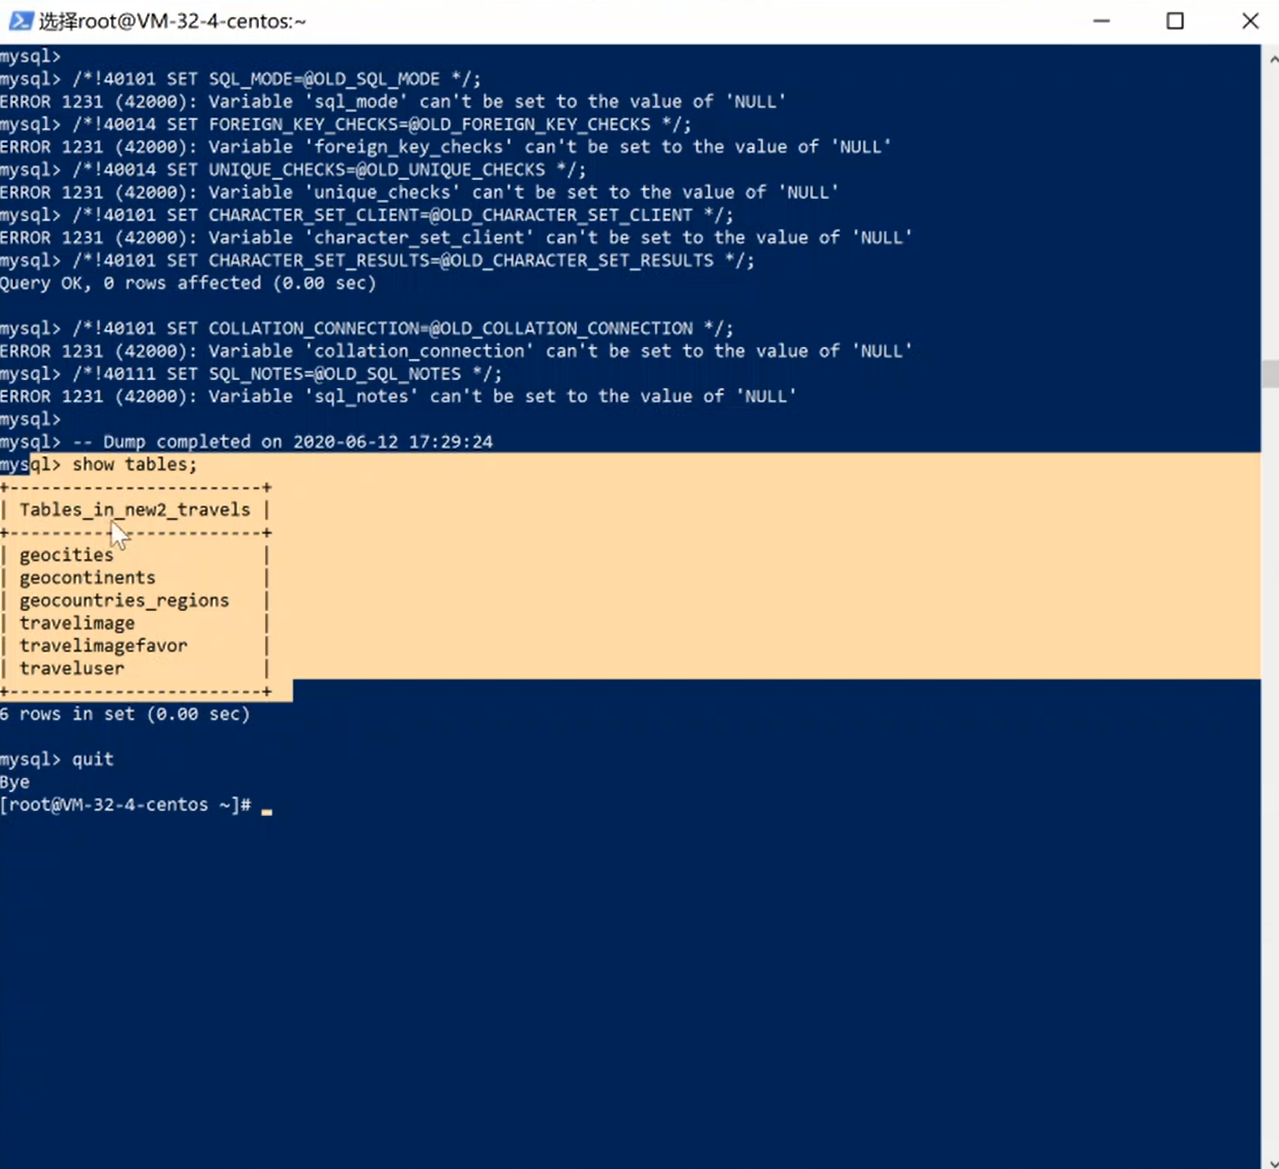 选择root@VM-32-4-centos:~
mysql>
mysql> /*!40101 SET SQL_MODE=@OLD_SQL_MODE */;
ERROR 1231 (42000): Variable 'sql_mode' can't be set to the value of 'NULL'
mysql> /*!40014 SET FOREIGN_KEY_CHECKS=@OLD_FOREIGN_KEY_CHECKS */;
ERROR 1231 (42000): Variable 'foreign_key_checks' can't be set to the value of 'NULL'
mysql> /*!40014 SET UNIQUE_CHECKS=@OLD_UNIQUE_CHECKS */;
ERROR 1231 (42000): Variable 'unique_checks' can't be set to the value of 'NULL'
mysql> /*!40101 SET CHARACTER_SET_CLIENT=@OLD_CHARACTER_SET_CLIENT */;
ERROR 1231 (42000): Variable 'character_set_client' can't be set to the value of 'NULL'
mysql> /*!40101 SET CHARACTER_SET_RESULTS=@OLD_CHARACTER_SET_RESULTS */;
Query OK, 0 rows affected (0.00 sec)
mysql> /*!40101 SET COLLATION_CONNECTION=@OLD_COLLATION_CONNECTION */;
ERROR 1231 (42000): Variable 'collation_connection' can't be set to the value of 'NULL'
mysql> /*!40111 SET SQL_NOTES=@OLD_SQL_NOTES */;
ERROR 1231 (42000): Variable 'sql_notes' can't be set to the value of 'NULL'
mysql>
mysql> -- Dump completed on 2020-06-12 17:29:24
mysql> show tables;
+------------------------+
| Tables_in_new2_travels |
+------------------------+
| geocities              |
| geocontinents          |
| geocountries_regions   |
| travelimage            |
| travelimagefavor       |
| traveluser             |
+------------------------+
6 rows in set (0.00 sec)
mysql> quit
Bye
[root@VM-32-4-centos ~]# _